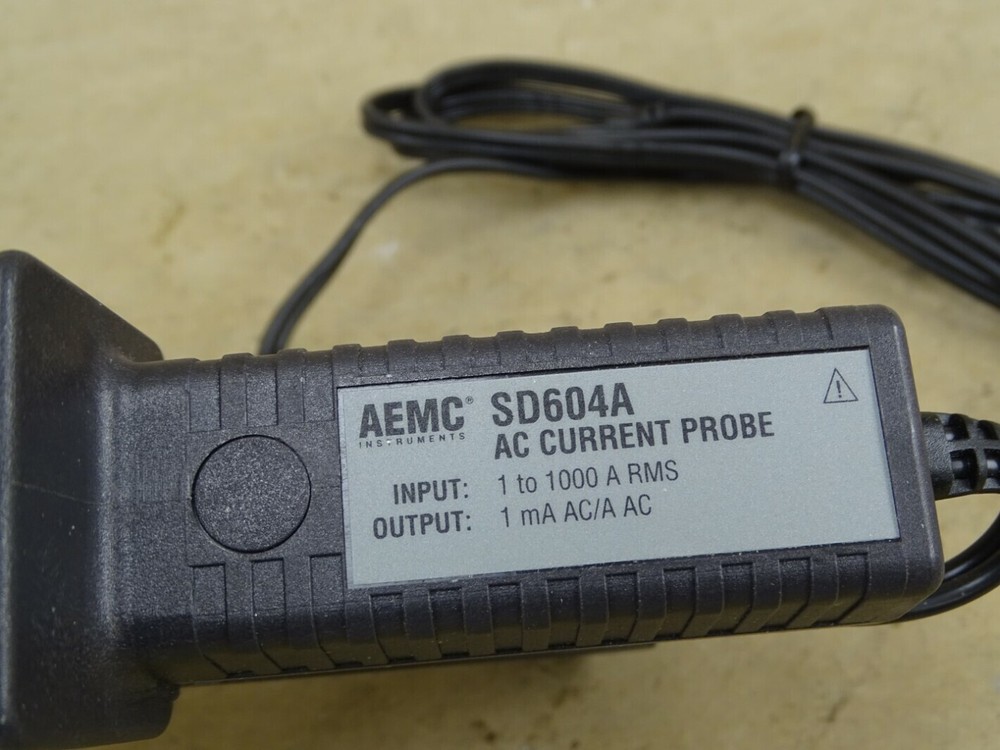 AEMC® SD604A
INSTRUMENTS AC CURRENT PROBE
INPUT: 1 to 1000 A RMS
OUTPUT: 1 mA AC/A AC